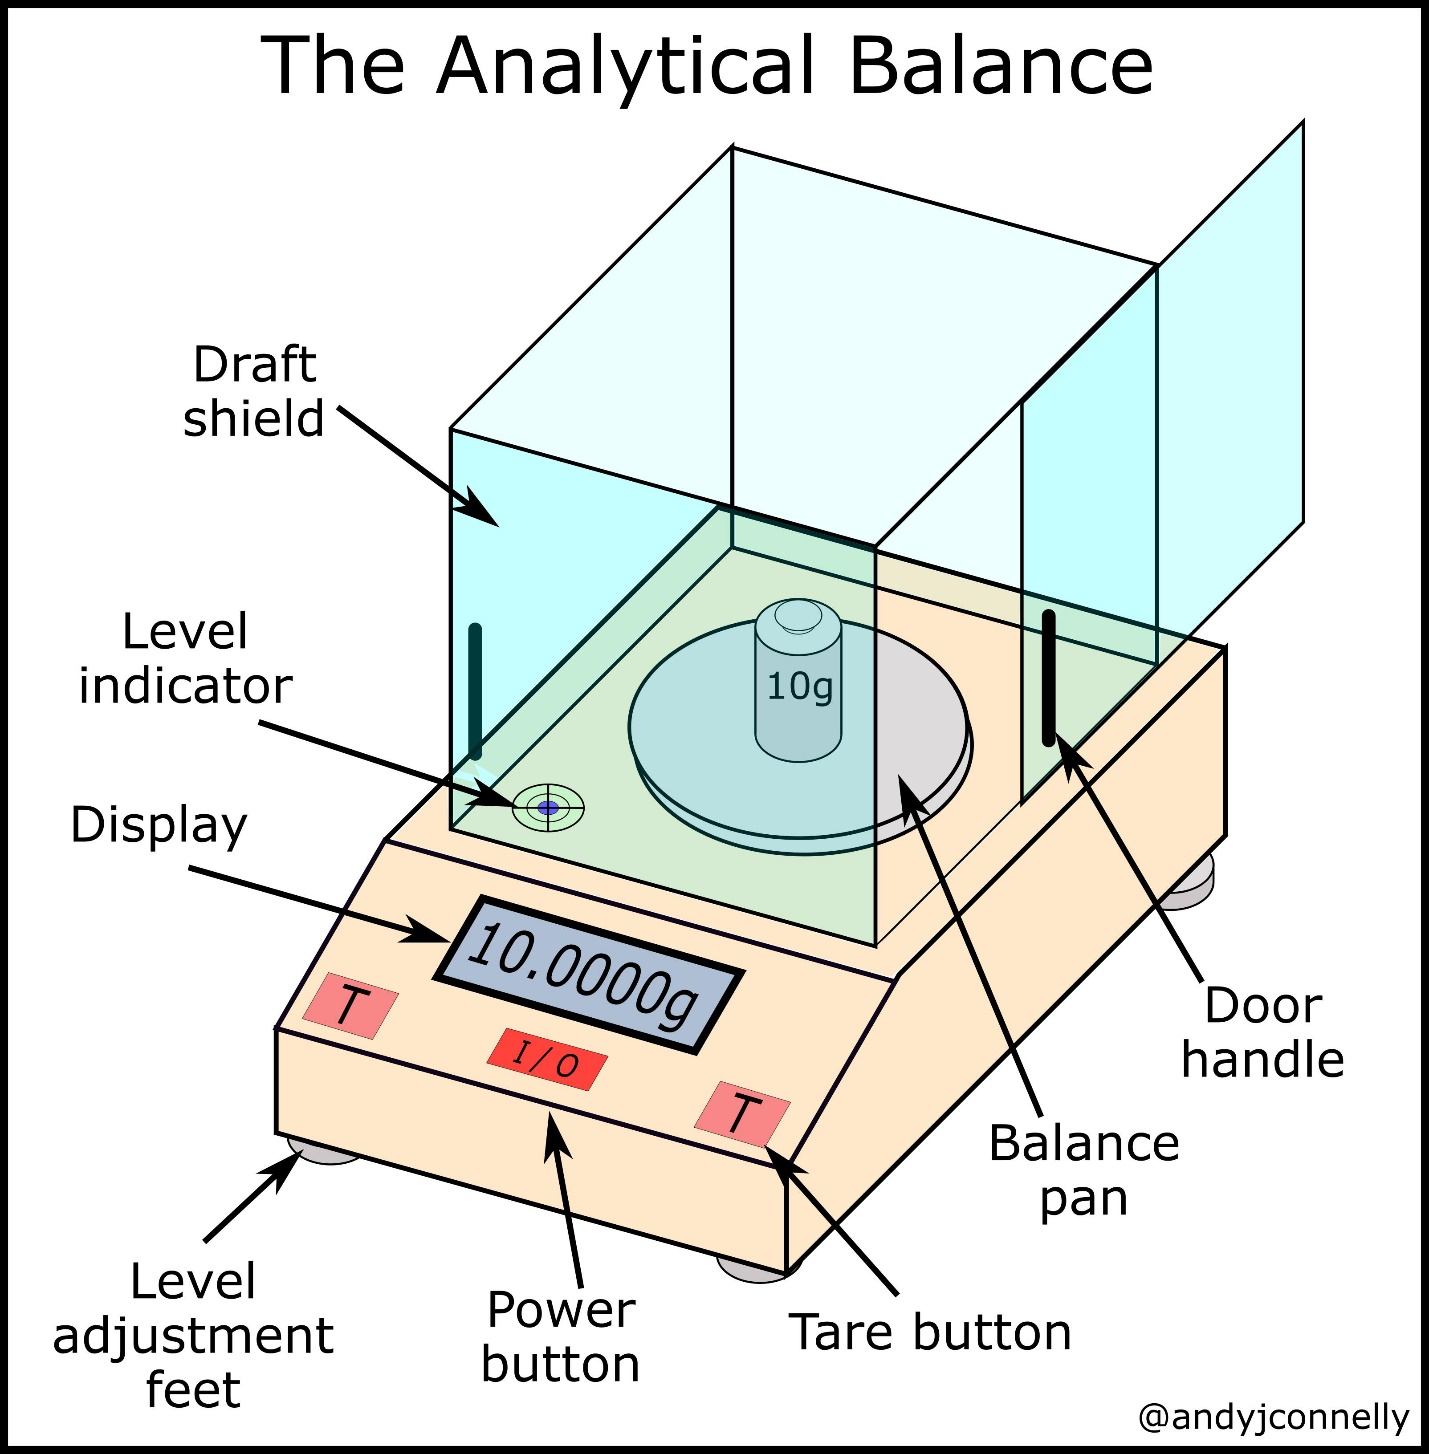 The Analytical Balance
Draft
shield
Level
indicator
10g
Display
10.0000g
T
I/O
T
Door
handle
Balance
pan
Level
adjustment
feet
Power
button
Tare button
@andyjconnelly